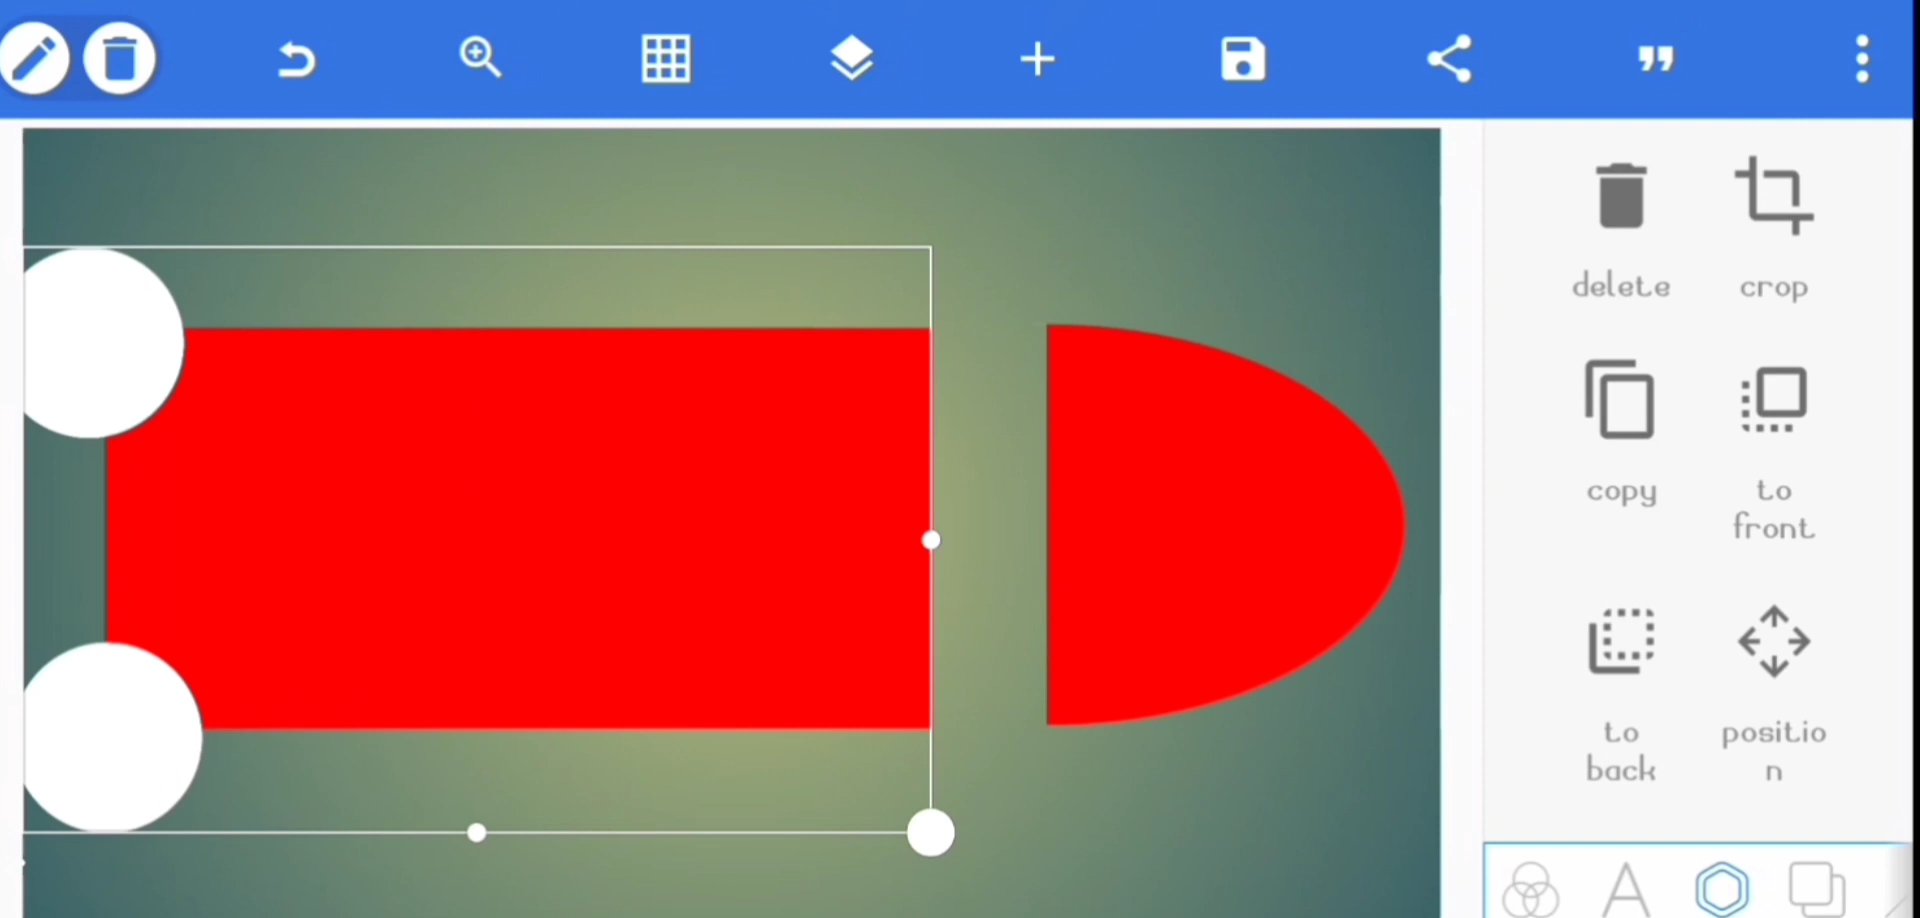 delete
crop
copy
to
front
to
back
positio
n